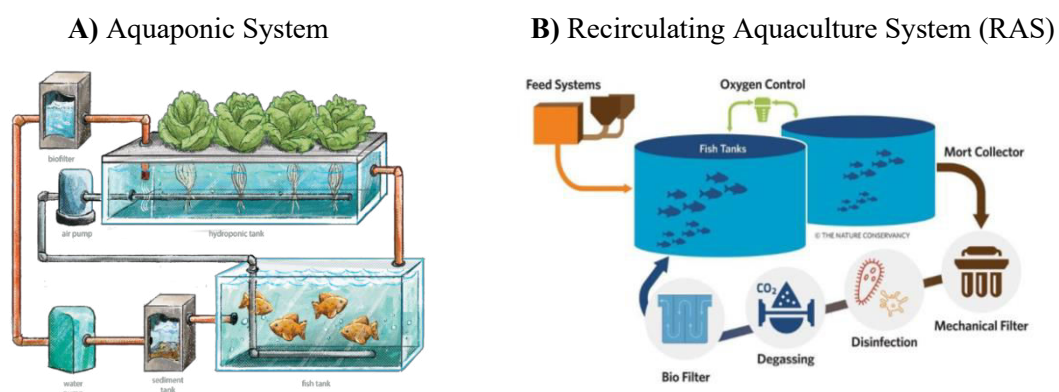 A) Aquaponic System
biofilter
air pump
hydroponic tank
water
sediment
tank
fish tank
B) Recirculating Aquaculture System (RAS)
Feed Systems
Oxygen Control
Fish Tanks
Mort Collector
© THE NATURE CONSERVANCY
CO₂
Mechanical Filter
Disinfection
Degassing
Bio Filter